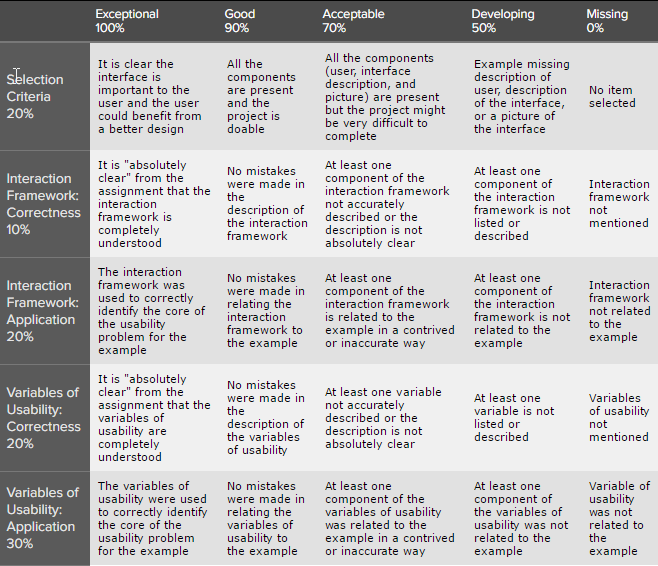 Exceptional
100%
Good
90%
Acceptable
70%
Developing
50%
Missing
0%
Selection
Criteria
20%
It is clear the
interface is
important to the
user and the user
could benefit from
a better design
All the
components
are present
and the
project is
doable
All the components
(user, interface
description, and
picture) are present
but the project might
be very difficult to
complete
Example missing
description of
user, description
of the interface,
or a picture of
the interface
No item
selected
Interaction
Framework:
Correctness
10%
It is "absolutely
clear" from the
assignment that the
interaction
framework is
completely
understood
No mistakes
were made in
the
description of
the interaction
framework
At least one
component of the
interaction framework
not accurately
described or the
description is not
absolutely clear
At least one
component of
the interaction
framework is not
listed or
described
Interaction
framework
not
mentioned
Interaction
Framework:
Application
20%
The interaction
framework was
used to correctly
identify the core of
the usability
problem for the
example
No mistakes
were made in
relating the
interaction
framework to
the example
At least one
component of the
interaction framework
is related to the
example in a contrived
or inaccurate way
At least one
component of
the interaction
framework is not
related to the
example
Interaction
framework
not related
to the
example
Variables of
Usability:
Correctness
20%
It is "absolutely
clear" from the
assignment that the
variables of
usability are
completely
understood
No mistakes
were made in
the
description of
the variables
of usability
At least one variable
not accurately
described or the
description is not
absolutely clear
At least one
variable is not
listed or
described
Variables
of usability
not
mentioned
Variables of
Usability:
Application
30%
The variables of
usability were used
to correctly identify
the core of the
usability problem
for the example
No mistakes
were made in
relating the
variables of
usability to
the example
At least one
component of the
variables of usability
was related to the
example in a contrived
or inaccurate way
At least one
component of
the variables of
usability was not
related to the
example
Variable of
usability
was not
related to
the
example